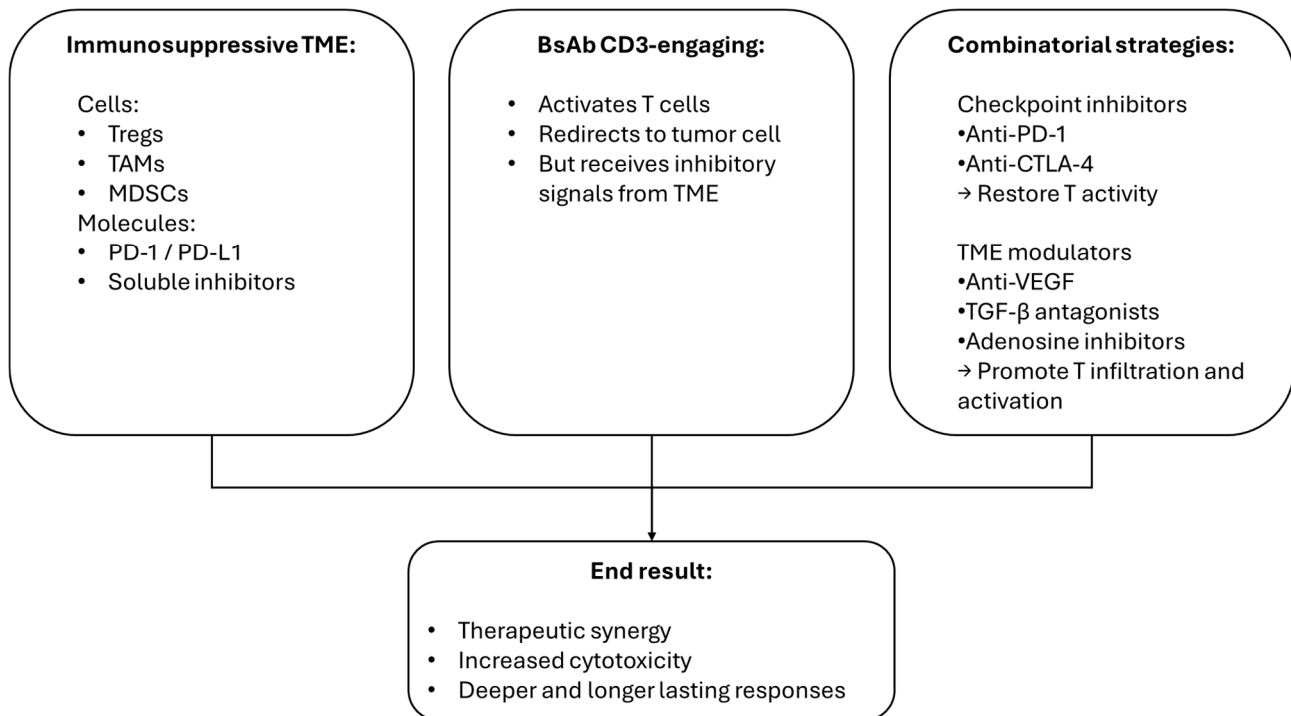 Immunosuppressive TME:
Cells:
• Tregs
• TAMs
• MDSCs
Molecules:
• PD-1 / PD-L1
• Soluble inhibitors
BsAb CD3-engaging:
• Activates T cells
• Redirects to tumor cell
• But receives inhibitory
signals from TME
Combinatorial strategies:
Checkpoint inhibitors
•Anti-PD-1
•Anti-CTLA-4
→ Restore T activity
TME modulators
•Anti-VEGF
•TGF-β antagonists
•Adenosine inhibitors
→ Promote T infiltration and
activation
End result:
• Therapeutic synergy
• Increased cytotoxicity
• Deeper and longer lasting responses